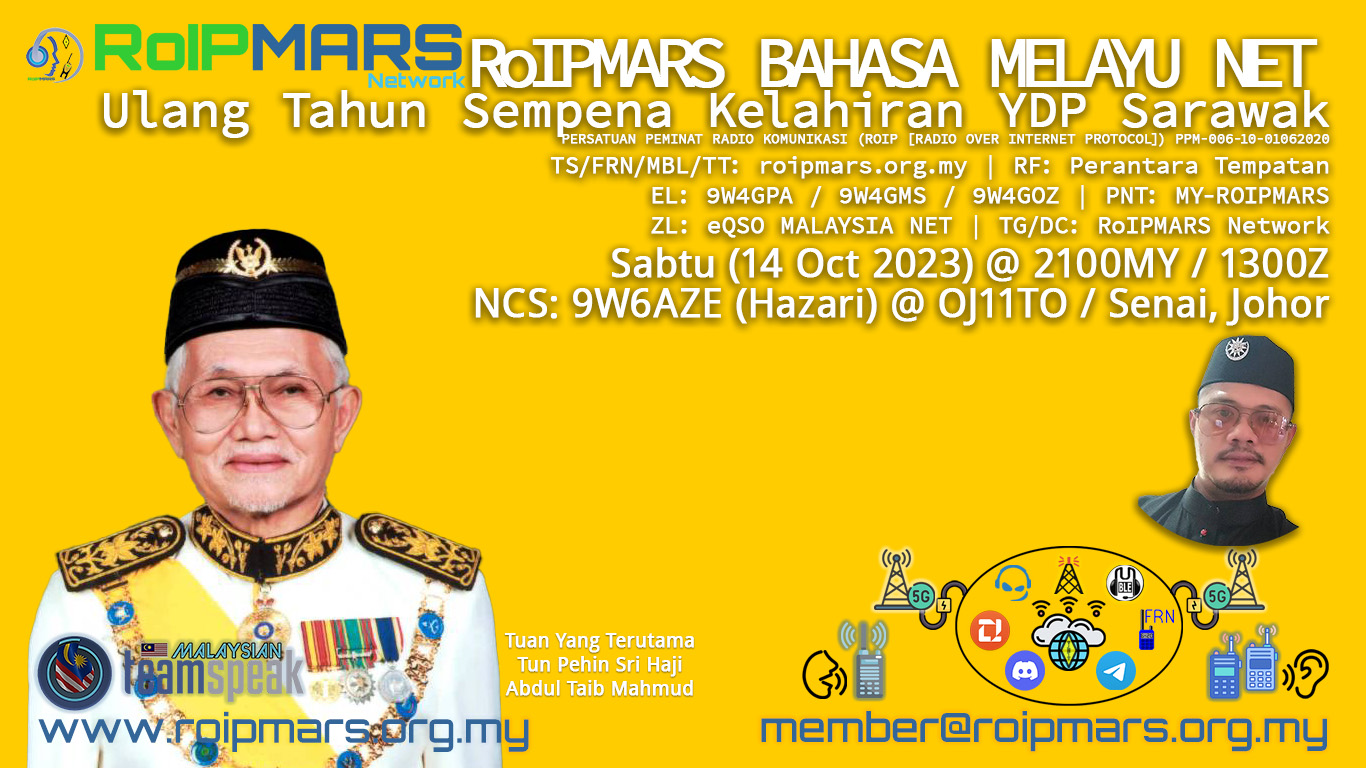 RoIPMARS
Network
RoIPMARS BAHASA MELAYU NET
Ulang Tahun Sempena Kelahiran YDP Sarawak
PERSATUAN PEMINAT RADIO KOMUNIKASI (ROIP [RADIO OVER INTERNET PROTOCOL]) PPM-006-10-01062020
TS/FRN/MBL/TT: roipmars.org.my | RF: Perantara Tempatan
EL: 9W4GPA / 9W4GMS / 9W4GOZ | PNT: MY-ROIPMARS
ZL: eQSO MALAYSIA NET | TG/DC: RoIPMARS Network
Sabtu (14 Oct 2023) @ 2100MY / 1300Z
NCS: 9W6AZE (Hazari) @ OJ11TO / Senai, Johor
5G
BLE
5G
FRN
Tuan Yang Terutama
Tun Pehin Sri Haji
Abdul Taib Mahmud
MALAYSIAN
teamspeak
www.roipmars.org.my
member@roipmars.org.my